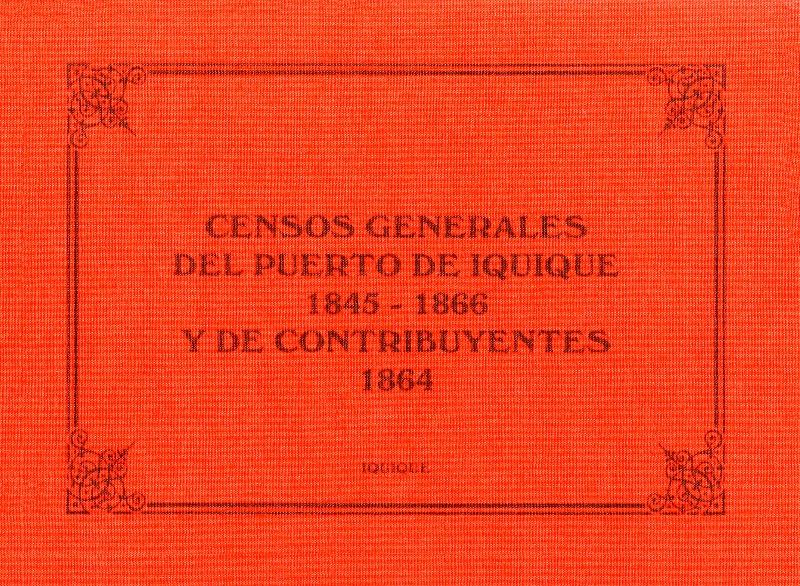 CENSOS GENERALES
DEL PUERTO DE IQUIQUE
1845 - 1866
Y DE CONTRIBUYENTES
1864
IQUIQUE